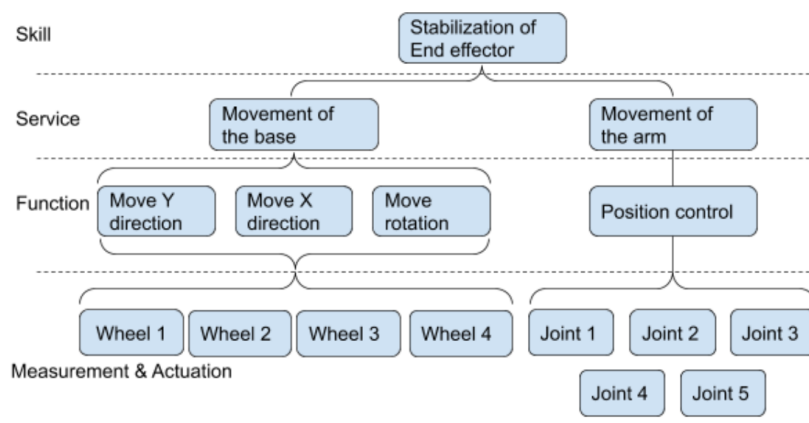 Skill
Stabilization of
End effector
Service
Movement of
the base
Movement of
the arm
Function
Move Y
direction
Move X
direction
Move
rotation
Position control
Wheel 1
Wheel 2
Wheel 3
Wheel 4
Joint 1
Joint 2
Joint 3
Measurement & Actuation
Joint 4
Joint 5